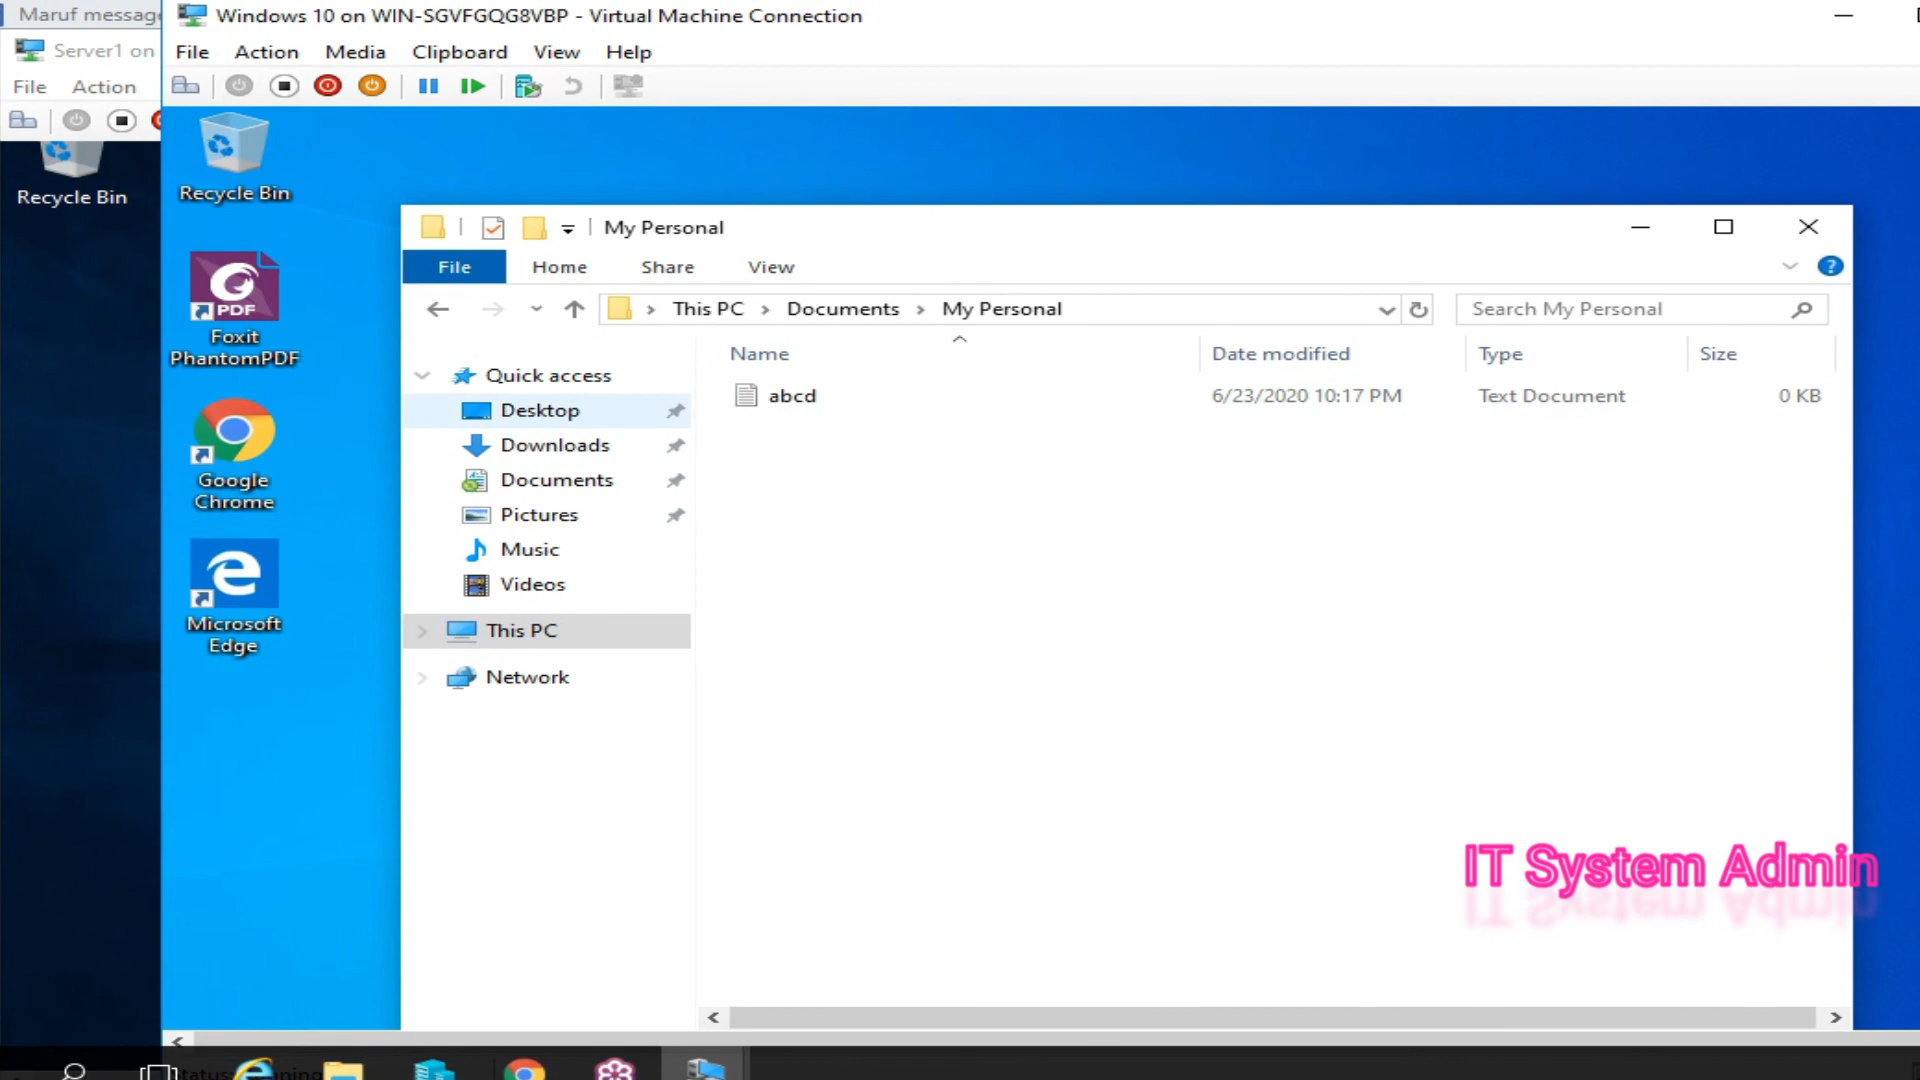 Maruf messag
Windows 10 on WIN-SGVFGQG8VBP - Virtual Machine Connection
Server1 on
File Action Media Clipboard View Help
File Action
Recycle Bin
Recycle Bin
My Personal
File Home Share View
This PC > Documents > My Personal
Search My Personal
Name Date modified Type Size
abcd 6/23/2020 10:17 PM Text Document 0 KB
Quick access
Desktop
Downloads
Documents
Pictures
Music
Videos
This PC
Network
PDF
Foxit
PhantomPDF
Google
Chrome
Microsoft
Edge
IT System Admin